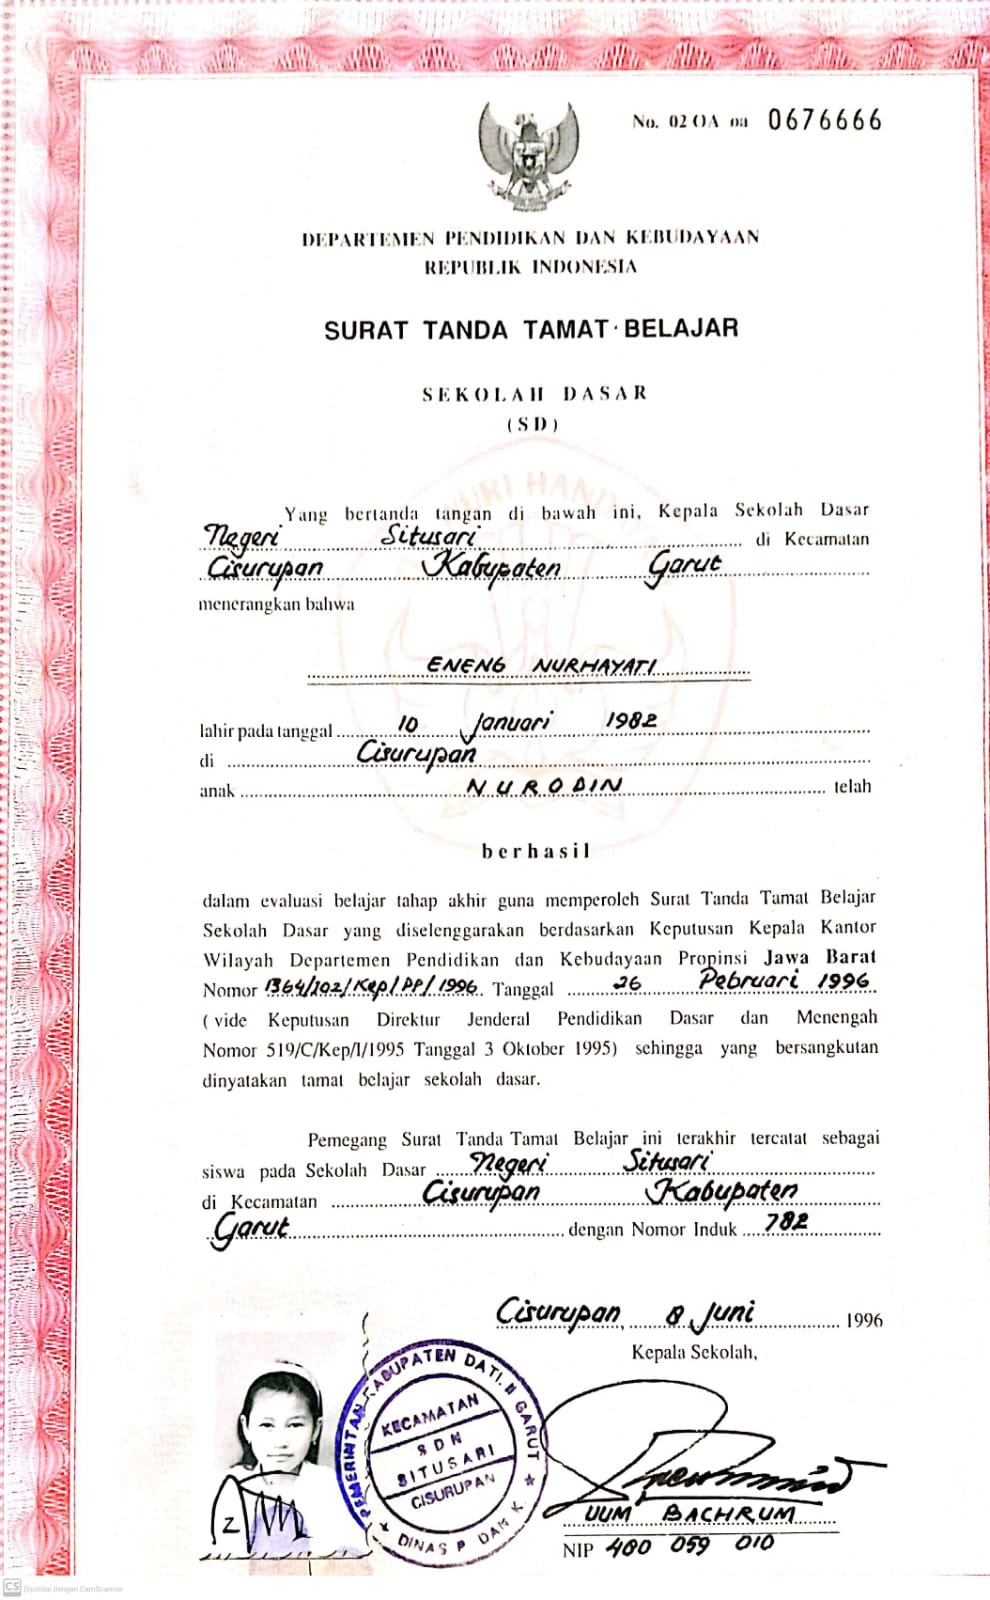 No. 02 OA oa 0676666
DEPARTEMEN PENDIDIKAN DAN KEBUDAYAAN
REPUBLIK INDONESIA
SURAT TANDA TAMAT BELAJAR
SEKOLAH DASAR
(SD)
Yang bertanda tangan di bawah ini, Kepala Sekolah Dasar
Negeri Situsari di Kecamatan
Cisurupan Kabupaten Garut
menerangkan bahwa
ENENG NURHAYATI
lahir pada tanggal 10 Januari 1982
di Cisurupan
anak NURODIN telah
berhasil
dalam evaluasi belajar tahap akhir guna memperoleh Surat Tanda Tamat Belajar
Sekolah Dasar yang diselenggarakan berdasarkan Keputusan Kepala Kantor
Wilayah Departemen Pendidikan dan Kebudayaan Propinsi Jawa Barat
Nomor 1364/102/Kep/PP/1996. Tanggal 26 Pebruari 1996
( vide Keputusan Direktur Jenderal Pendidikan Dasar dan Menengah
Nomor 519/C/Kep/I/1995 Tanggal 3 Oktober 1995) sehingga yang bersangkutan
dinyatakan tamat belajar sekolah dasar.
Pemegang Surat Tanda Tamat Belajar ini terakhir tercatat sebagai
siswa pada Sekolah Dasar Negeri Situsari
di Kecamatan Cisurupan Kabupaten
Garut dengan Nomor Induk 782
Cisurupan, 8 Juni 1996
Kepala Sekolah,
PEMERINTAH KABUPATEN DATI. II GARUT
KECAMATAN
SDN
SITUSARI
CISURUPAN
DINAS P DAN K.
UUM BACHRUM
NIP 480 059 010
CS Dipindai dengan CamScanner